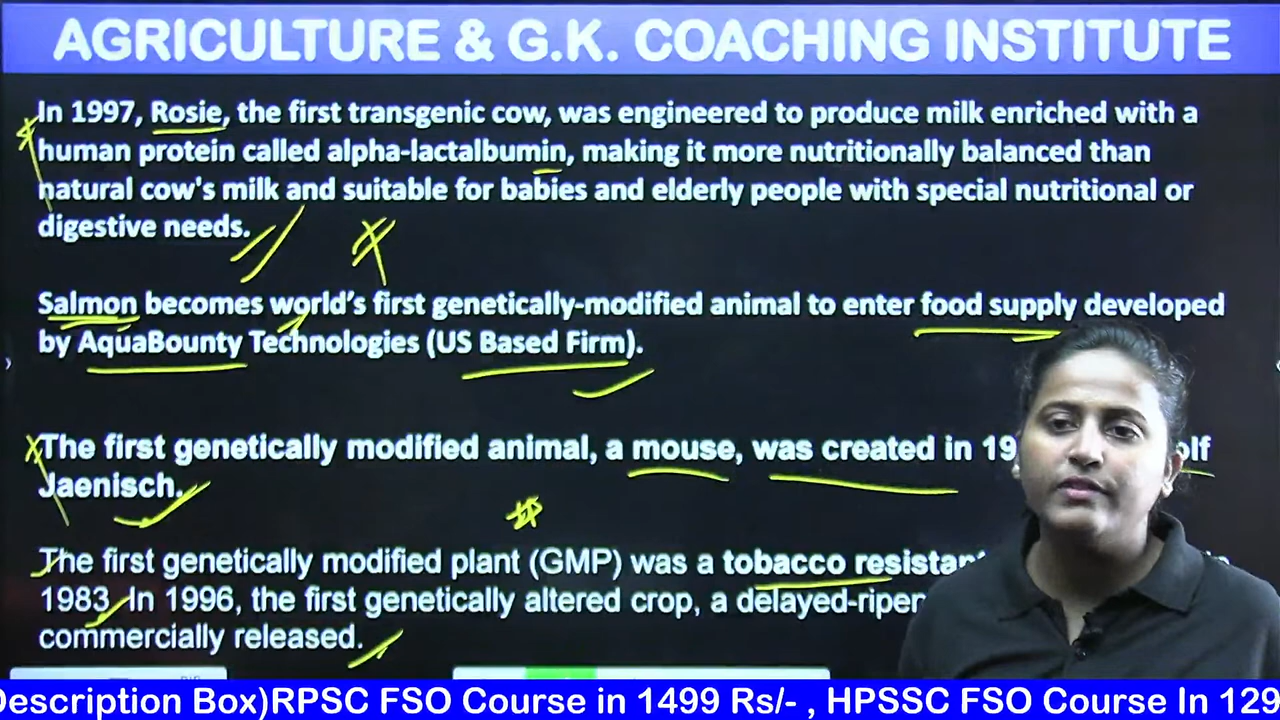 AGRICULTURE & G.K. COACHING INSTITUTE
In 1997, Rosie, the first transgenic cow, was engineered to produce milk enriched with a
human protein called alpha-lactalbumin, making it more nutritionally balanced than
natural cow's milk and suitable for babies and elderly people with special nutritional or
digestive needs.
Salmon becomes world's first genetically-modified animal to enter food supply developed
by AquaBounty Technologies (US Based Firm).
The first genetically modified animal, a mouse, was created in 19
Jaenisch.
The first genetically modified plant (GMP) was a tobacco
1983. In 1996, the first genetically altered crop, a
commercially released.
Description Box)RPSC FSO Course in 1499 Rs/- , HPSSC FSO Course In 129